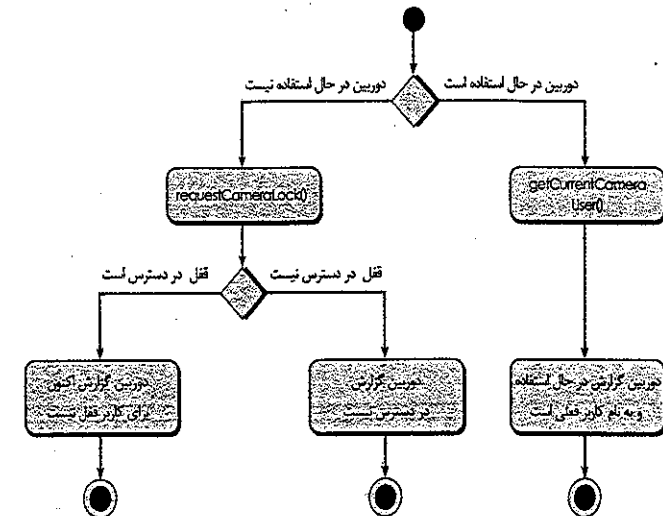 دوربین در حال استفاده است
دوربین در حال استفاده نیست
getCurrentCamera
User()
requestCameraLock()
قفل در دسترس نیست
قفل در دسترس است
دوربین گزارش در حال استفاده
و به نام کاربر فعلی است
دوربین گزارش
در دسترس نیست
دوربین گزارش اکنون
برای کاربر قفل نیست